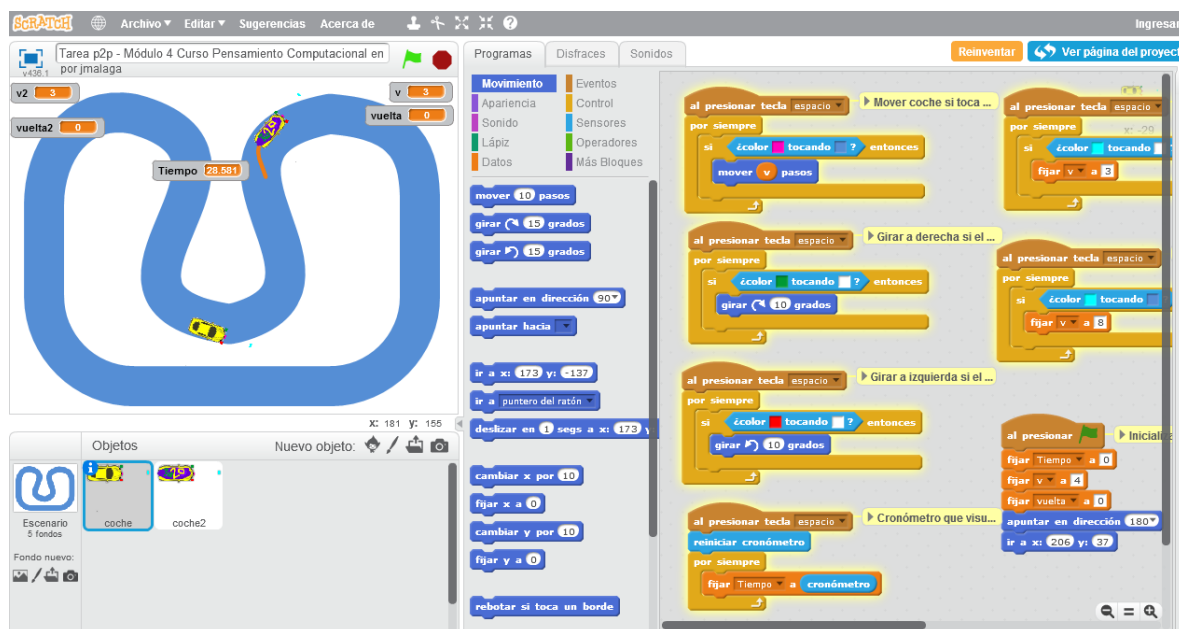 SCRATCH Archivo Editar Sugerencias Acerca de Ingresar
v436.1
Tarea p2p - Módulo 4 Curso Pensamiento Computacional en
por jmalaga
v2 3
vuelta2 0
v 3
vuelta 0
Tiempo 28.581
X: 181 Y: 155
Objetos
Nuevo objeto:
Escenario
5 fondos
Fondo nuevo:
coche
coche2
Programas Disfraces Sonidos
Reinventar Ver página del proyect
Movimiento Eventos
Apariencia Control
Sonido Sensores
Lápiz Operadores
Datos Más Bloques
mover 10 pasos
girar 15 grados
girar 15 grados
apuntar en dirección 90
apuntar hacia
ir a x: 173 y: -137
ir a puntero del ratón
deslizar en 1 segs a x: 173 y
cambiar x por 10
fijar x a 0
cambiar y por 10
fijar y a 0
rebotar si toca un borde
al presionar tecla espacio
Mover coche si toca ...
por siempre
si ¿color tocando ? entonces
mover v pasos
al presionar tecla espacio
Girar a derecha si el ...
por siempre
si ¿color tocando ? entonces
girar 10 grados
al presionar tecla espacio
Girar a izquierda si el ...
por siempre
si ¿color tocando ? entonces
girar 10 grados
al presionar tecla espacio
Cronómetro que visu...
reiniciar cronómetro
por siempre
fijar Tiempo a cronómetro
al presionar tecla espacio
por siempre
x: -29
si ¿color tocando
fijar v a 3
al presionar tecla espacio
por siempre
si ¿color tocando
fijar v a 8
al presionar
Inicializa
fijar Tiempo a 0
fijar v a 4
fijar vuelta a 0
apuntar en dirección 180
ir a x: 206 y: 37